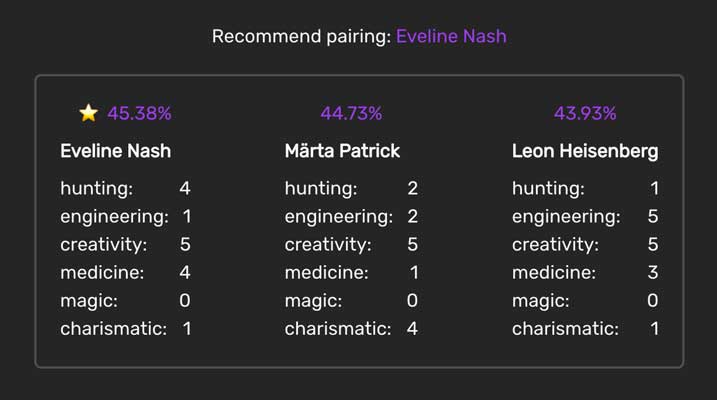 Recommend pairing: Eveline Nash
⭐ 45.38%
Eveline Nash
hunting: 4
engineering: 1
creativity: 5
medicine: 4
magic: 0
charismatic: 1
44.73%
Märta Patrick
hunting: 2
engineering: 2
creativity: 5
medicine: 1
magic: 0
charismatic: 4
43.93%
Leon Heisenberg
hunting: 1
engineering: 5
creativity: 5
medicine: 3
magic: 0
charismatic: 1